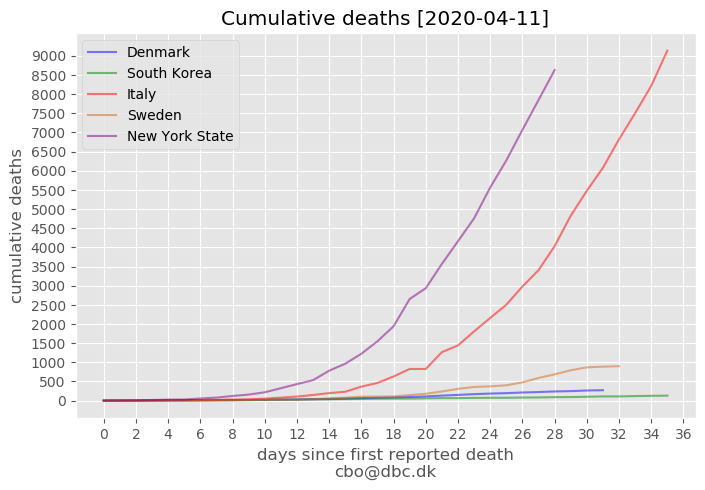 Cumulative deaths [2020-04-11]
Denmark
South Korea
Italy
Sweden
New York State
cumulative deaths
9000
8500
8000
7500
7000
6500
6000
5500
5000
4500
4000
3500
3000
2500
2000
1500
1000
500
0
0 2 4 6 8 10 12 14 16 18 20 22 24 26 28 30 32 34 36
days since first reported death
cbo@dbc.dk